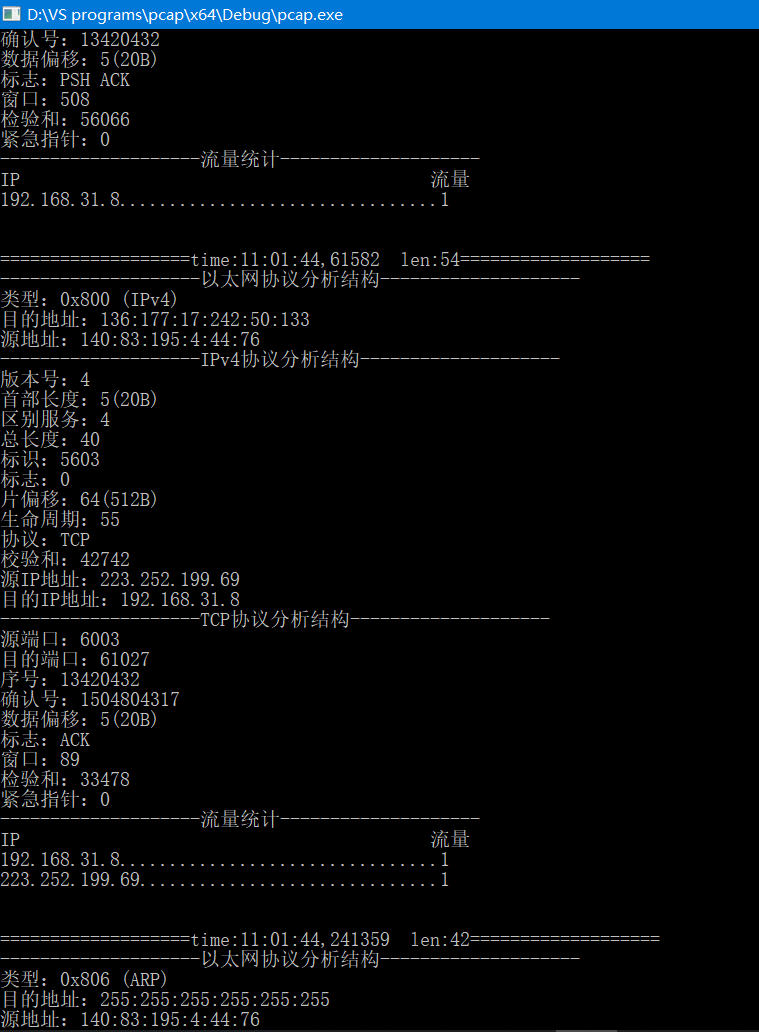 D:\VS programs\pcap\x64\Debug\pcap.exe
确认号：13420432
数据偏移：5(20B)
标志：PSH ACK
窗口：508
检验和：56066
紧急指针：0
--------------------流量统计--------------------
IP                                         流量
192.168.31.8................................1
===================time:11:01:44,61582  len:54===================
--------------------以太网协议分析结构--------------------
类型：0x800 (IPv4)
目的地址：136:177:17:242:50:133
源地址：140:83:195:4:44:76
--------------------IPv4协议分析结构--------------------
版本号：4
首部长度：5(20B)
区别服务：4
总长度：40
标识：5603
标志：0
片偏移：64(512B)
生命周期：55
协议：TCP
校验和：42742
源IP地址：223.252.199.69
目的IP地址：192.168.31.8
--------------------TCP协议分析结构--------------------
源端口：6003
目的端口：61027
序号：13420432
确认号：1504804317
数据偏移：5(20B)
标志：ACK
窗口：89
检验和：33478
紧急指针：0
--------------------流量统计--------------------
IP                                         流量
192.168.31.8................................1
223.252.199.69..............................1
===================time:11:01:44,241359  len:42===================
--------------------以太网协议分析结构--------------------
类型：0x806 (ARP)
目的地址：255:255:255:255:255:255
源地址：140:83:195:4:44:76